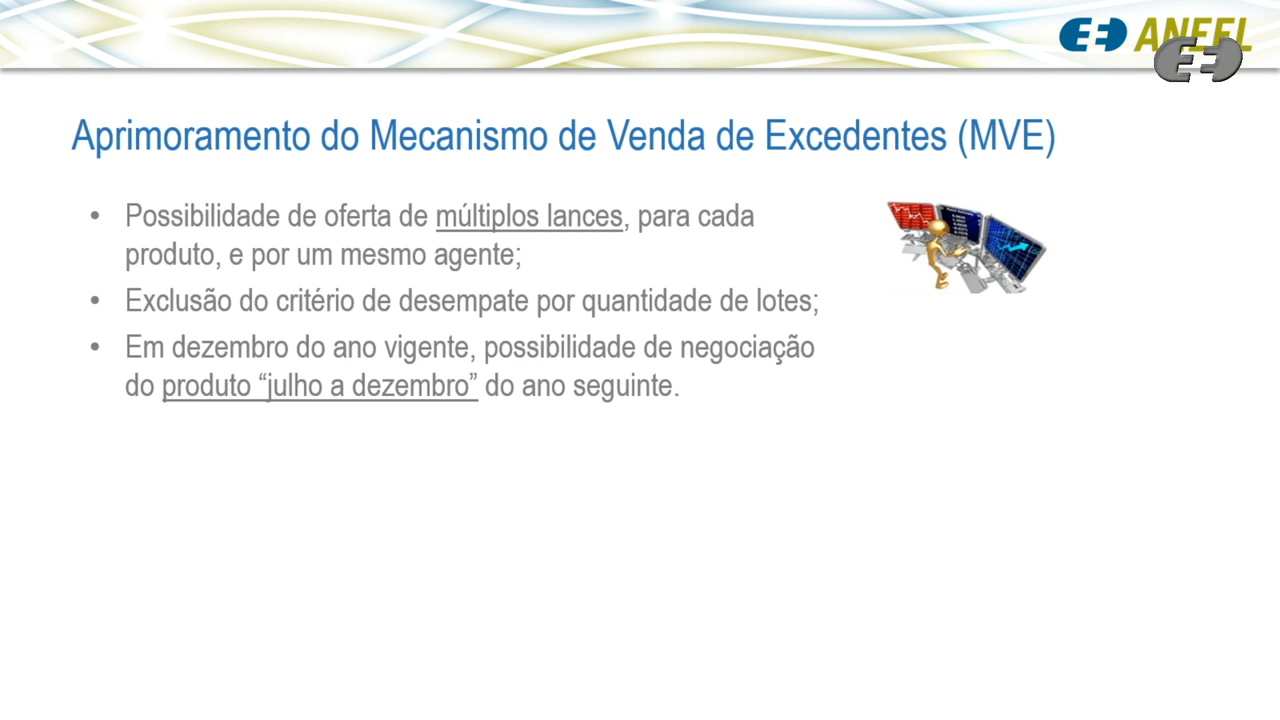 ANEEL
Aprimoramento do Mecanismo de Venda de Excedentes (MVE)
• Possibilidade de oferta de múltiplos lances, para cada
produto, e por um mesmo agente;
• Exclusão do critério de desempate por quantidade de lotes;
• Em dezembro do ano vigente, possibilidade de negociação
do produto “julho a dezembro” do ano seguinte.